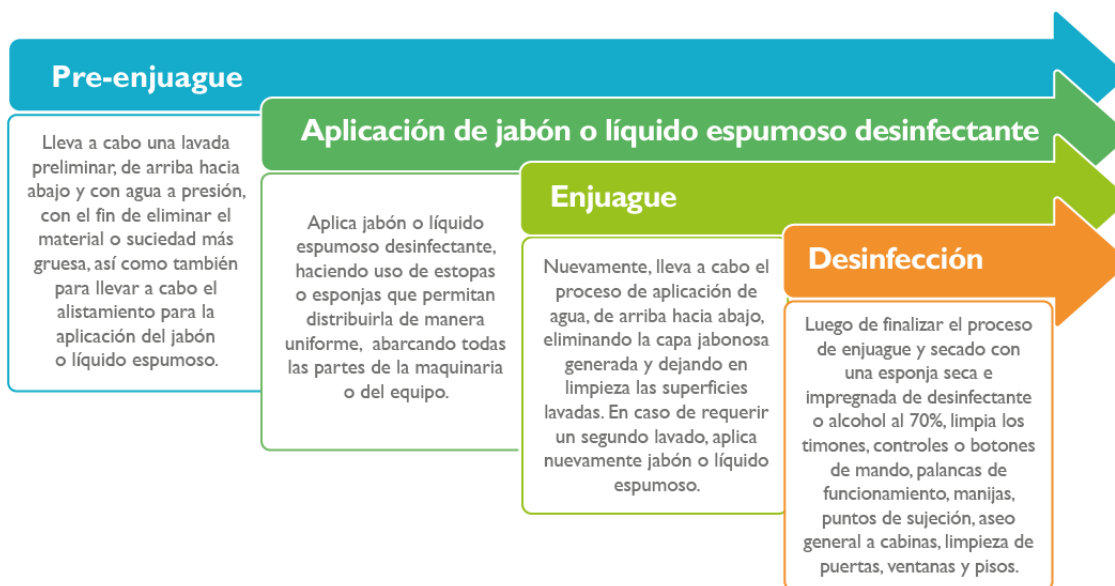 Pre-enjuague
Lleva a cabo una lavada
preliminar, de arriba hacia
abajo y con agua a presión,
con el fin de eliminar el
material o suciedad más
gruesa, así como también
para llevar a cabo el
alistamiento para la
aplicación del jabón
o líquido espumoso.
Aplicación de jabón o líquido espumoso desinfectante
Aplica jabón o líquido
espumoso desinfectante,
haciendo uso de estopas
o esponjas que permitan
distribuirla de manera
uniforme, abarcando todas
las partes de la maquinaria
o del equipo.
Enjuague
Nuevamente, lleva a cabo el
proceso de aplicación de
agua, de arriba hacia abajo,
eliminando la capa jabonosa
generada y dejando en
limpieza las superficies
lavadas. En caso de requerir
un segundo lavado, aplica
nuevamente jabón o líquido
espumoso.
Desinfección
Luego de finalizar el proceso
de enjuague y secado con
una esponja seca e
impregnada de desinfectante
o alcohol al 70%, limpia los
timones, controles o botones
de mando, palancas de
funcionamiento, manijas,
puntos de sujeción, aseo
general a cabinas, limpieza de
puertas, ventanas y pisos.